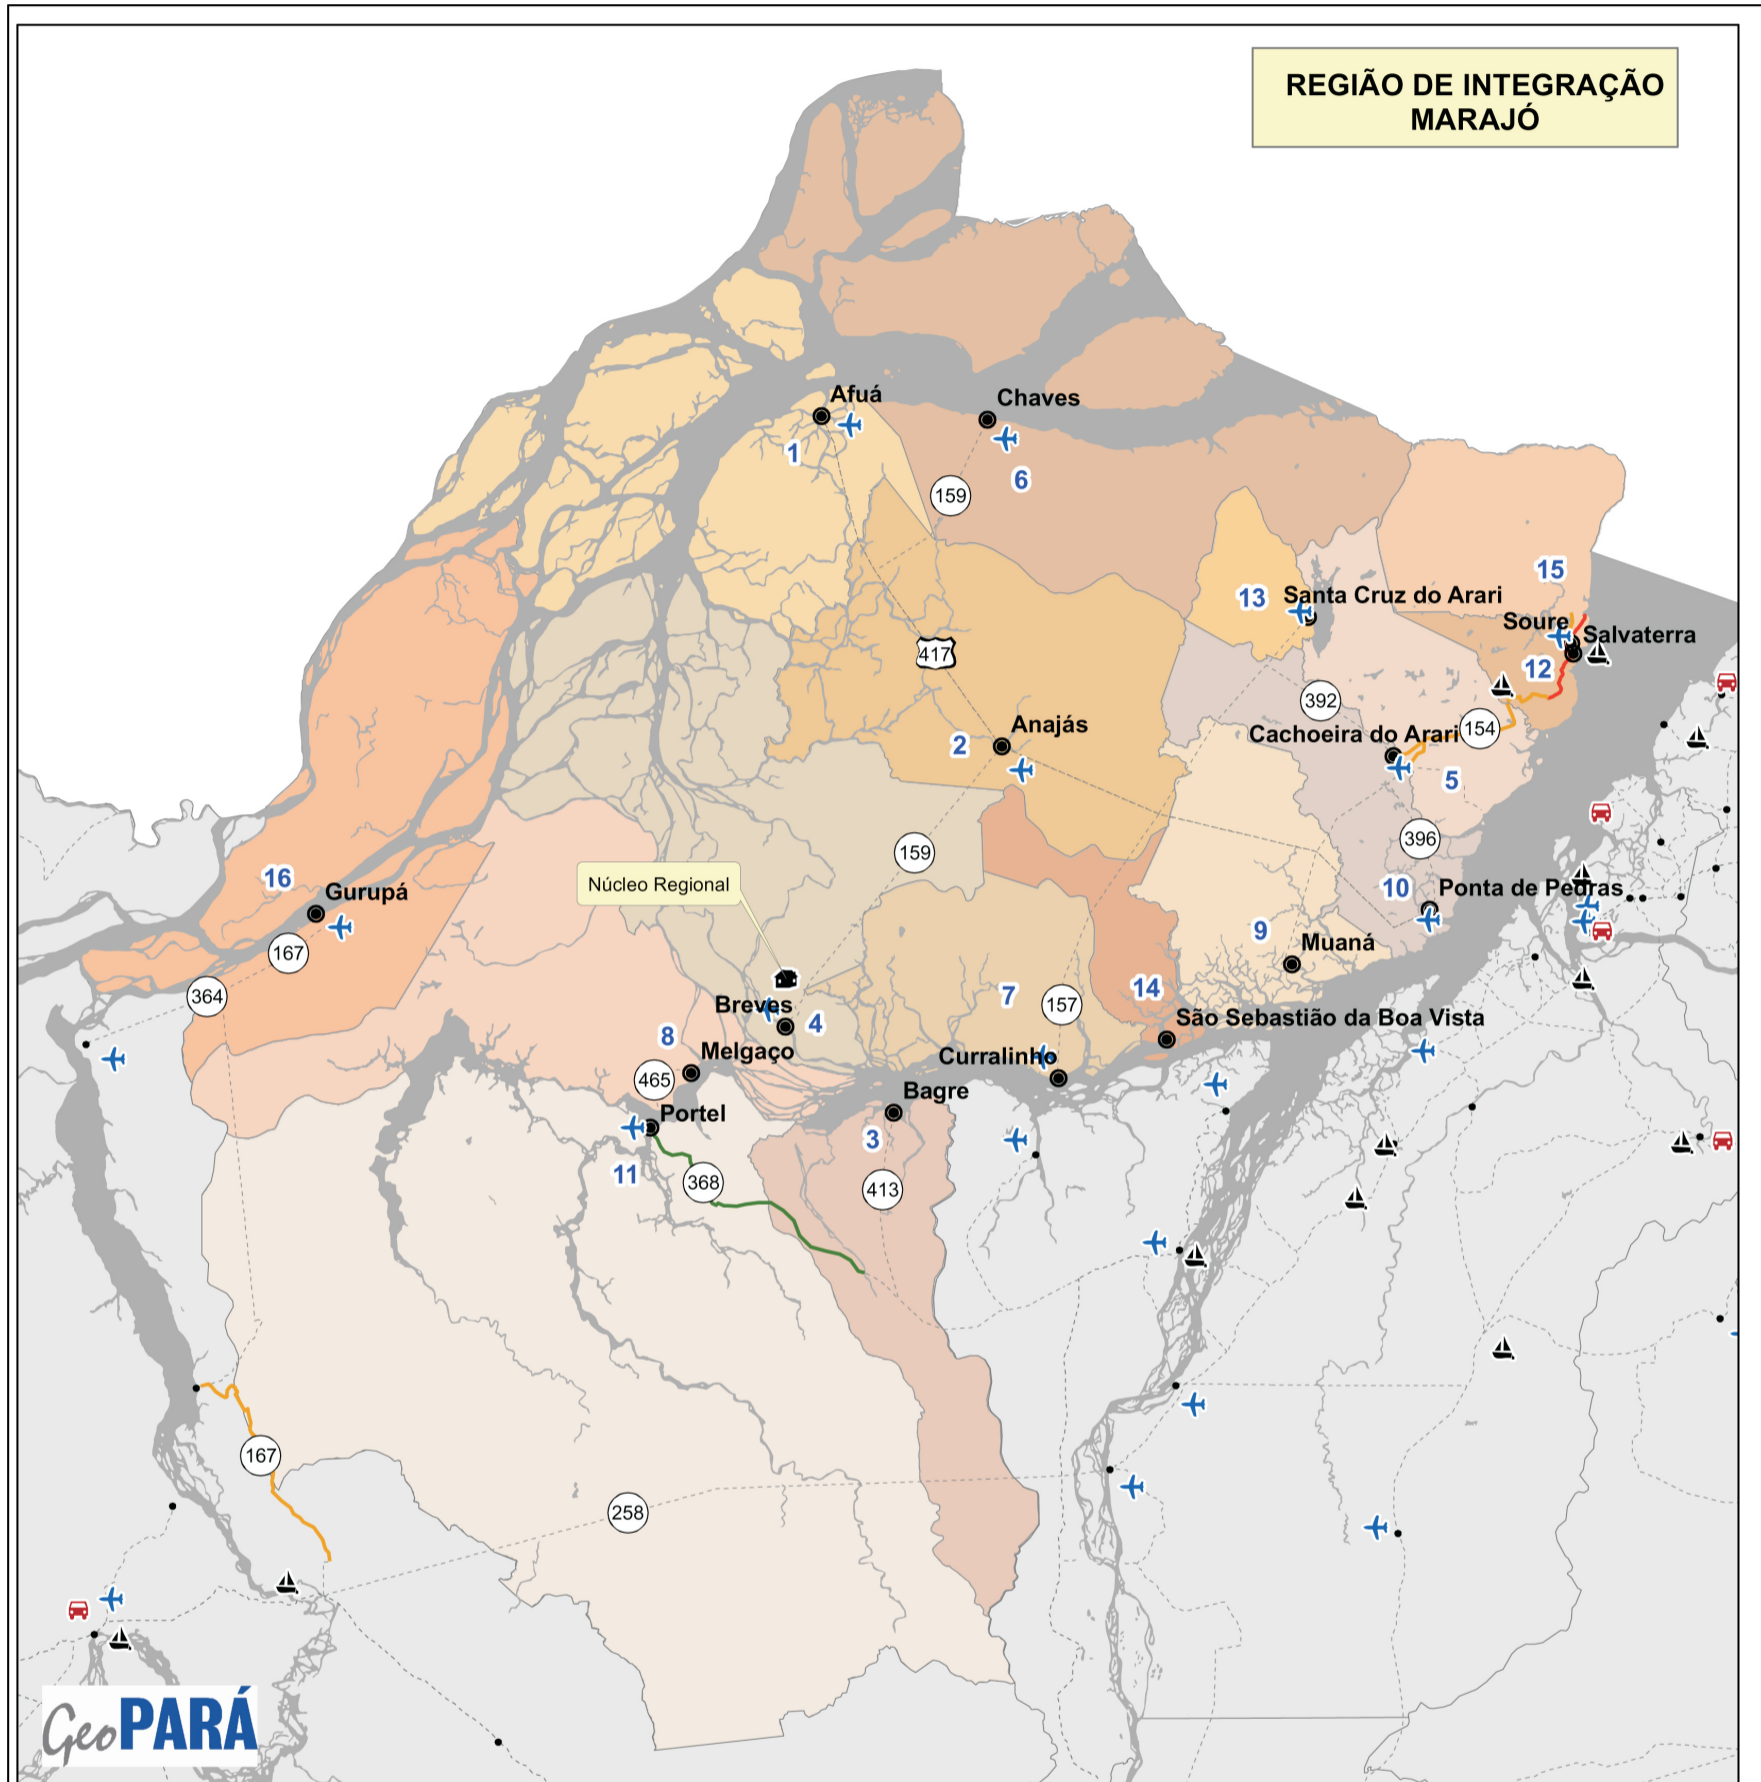 REGIÃO DE INTEGRAÇÃO
MARAJÓ
Afuá
Chaves
1
6
159
15
13
Santa Cruz do Arari
Soure
Salvaterra
417
12
392
154
2
Anajás
Cachoeira do Arari
5
396
159
16
Gurupá
Núcleo Regional
10
Ponta de Pedras
167
9
Muaná
364
7
157
14
Breves
4
São Sebastião da Boa Vista
8
Melgaço
Curralinho
465
Bagre
Portel
3
11
368
413
167
258
GeoPARÁ